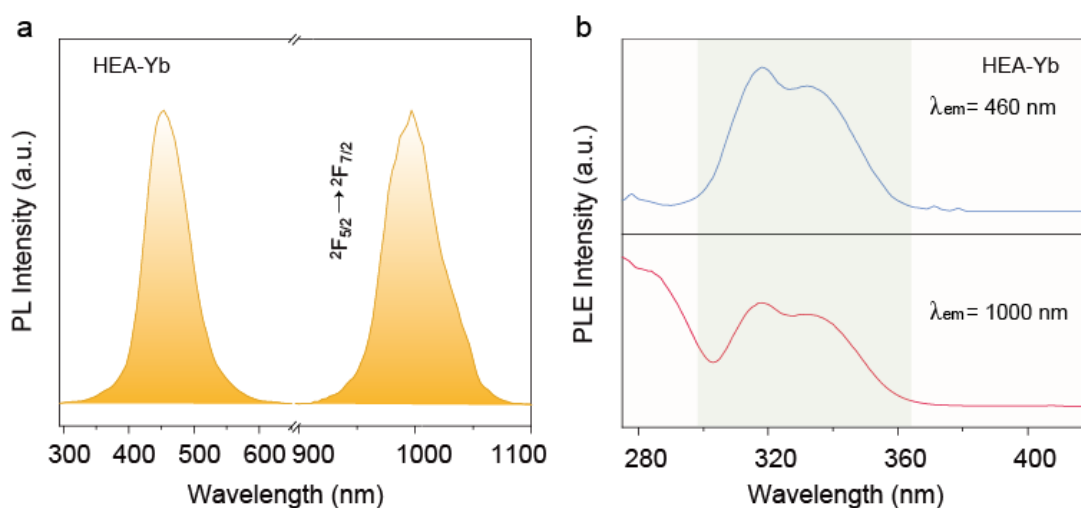 a
HEA-Yb
²F₅/₂ → ²F₇/₂
PL Intensity (a.u.)
300 400 500 600 900 1000 1100
Wavelength (nm)
b
HEA-Yb
λem = 460 nm
λem = 1000 nm
PLE Intensity (a.u.)
280 320 360 400
Wavelength (nm)